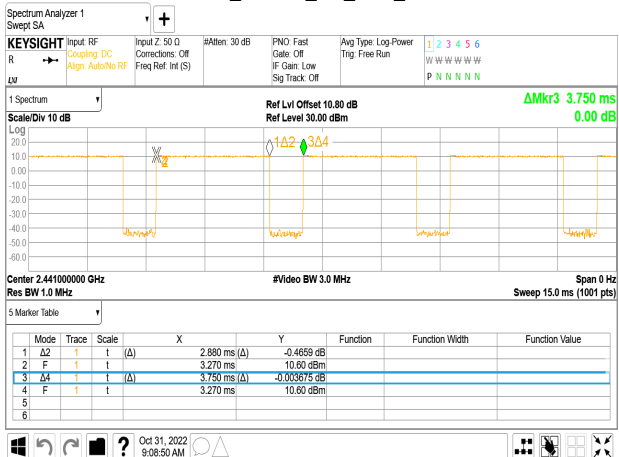 Spectrum Analyzer 1
Swept SA
KEYSIGHT Input: RF Input Z: 50 Ω #Atten: 30 dB PNO: Fast Avg Type: Log-Power 1 2 3 4 5 6
R Coupling: DC Corrections: Off Gate: Off Trig: Free Run
Align: Auto/No RF Freq Ref: Int (S) IF Gain: Low W W W W W W
LXI Sig Track: Off P N N N N N
1 Spectrum Ref Lvl Offset 10.80 dB ΔMkr3 3.750 ms
Scale/Div 10 dB Ref Level 30.00 dBm 0.00 dB
Log
20.0 1Δ2 3Δ4
10.0
0.00
-10.0
-20.0
-30.0
-40.0
-50.0
-60.0
Center 2.441000000 GHz #Video BW 3.0 MHz Span 0 Hz
Res BW 1.0 MHz Sweep 15.0 ms (1001 pts)
5 Marker Table
Mode Trace Scale X Y Function Function Width Function Value
1 Δ2 1 t (Δ) 2.880 ms (Δ) -0.4659 dB
2 F 1 t 3.270 ms 10.60 dBm
3 Δ4 1 t (Δ) 3.750 ms (Δ) -0.003675 dB
4 F 1 t 3.270 ms 10.60 dBm
5
6
? Oct 31, 2022
9:08:50 AM